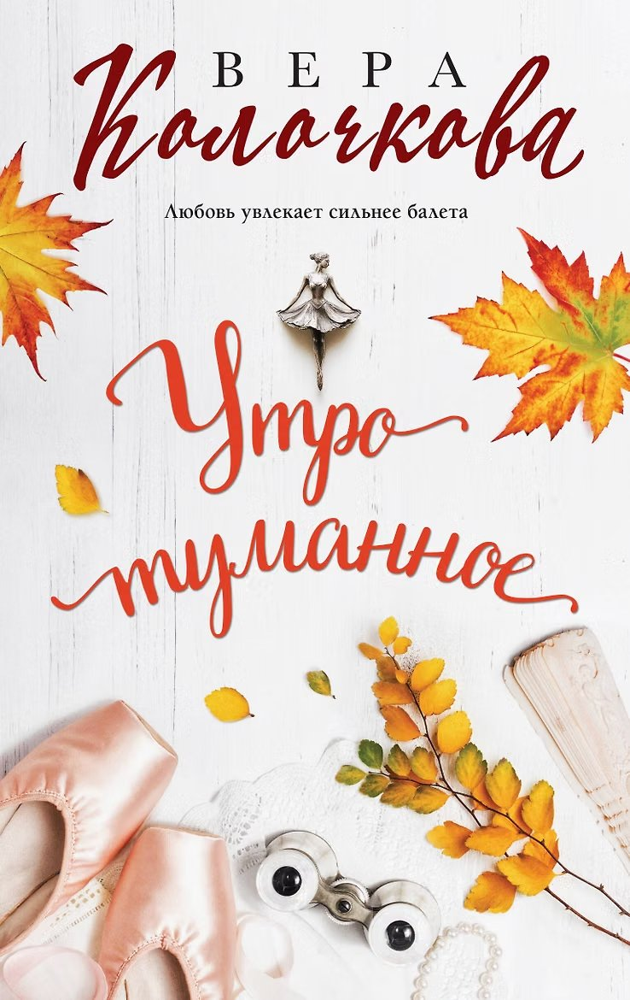 ВЕРА
Колочкова
Любовь увлекает сильнее балета
Утро
туманное